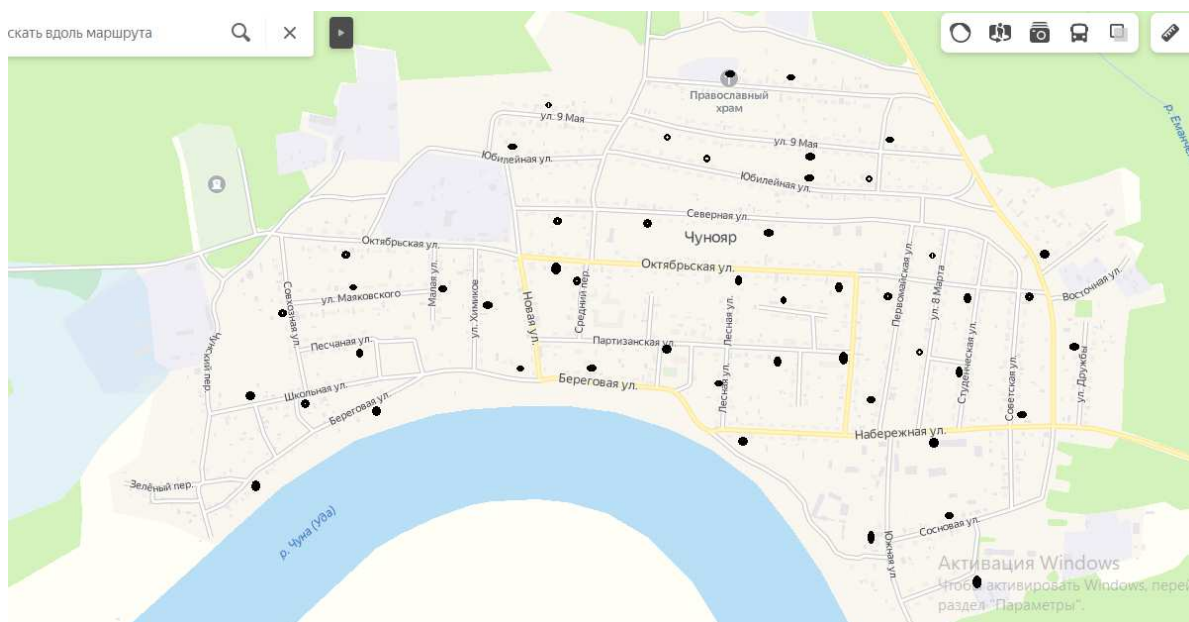 скать вдоль маршрута
Православный
храм
ул. 9 Мая
ул. 9 Мая
р. Еманче
Юбилейная ул.
Юбилейная ул.
Северная ул.
Чунояр
Октябрьская ул.
Октябрьская ул.
Восточная ул.
ул. Маяковского
Малая ул.
ул. Химиков
Совхозная ул.
Новая ул.
Средний пер.
Лесная ул.
Первомайская ул.
ул. 8 Марта
Песчаная ул.
Чунский пер.
Партизанская ул.
Студенческая ул.
Советская ул.
ул. Дружбы
Школьная ул.
Береговая ул.
Береговая ул.
Лесная ул.
Набережная ул.
Зелёный пер.
р. Чуна (Уда)
Сосновая ул.
Южная ул.
Активация Windows
Чтобы активировать Windows, перей
раздел "Параметры".